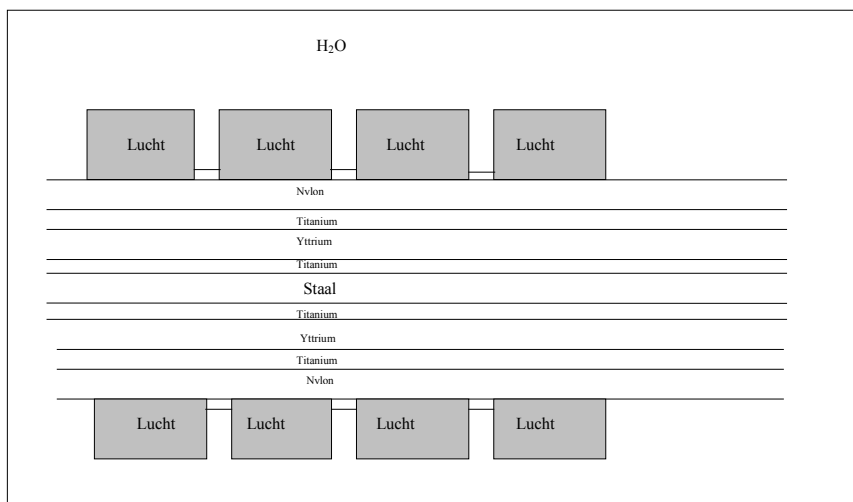 H₂O
Lucht Lucht Lucht Lucht
Nylon
Titanium
Yttrium
Titanium
Staal
Titanium
Yttrium
Titanium
Nylon
Lucht Lucht Lucht Lucht